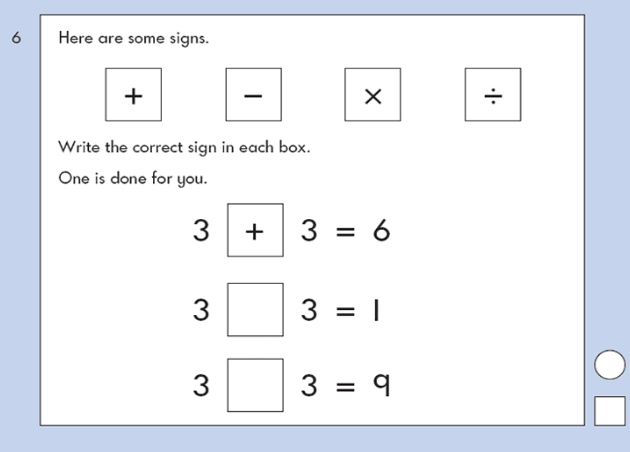 6 Here are some signs.
+ − × ÷
Write the correct sign in each box.
One is done for you.
3 + 3 = 6
3 3 = 1
3 3 = 9